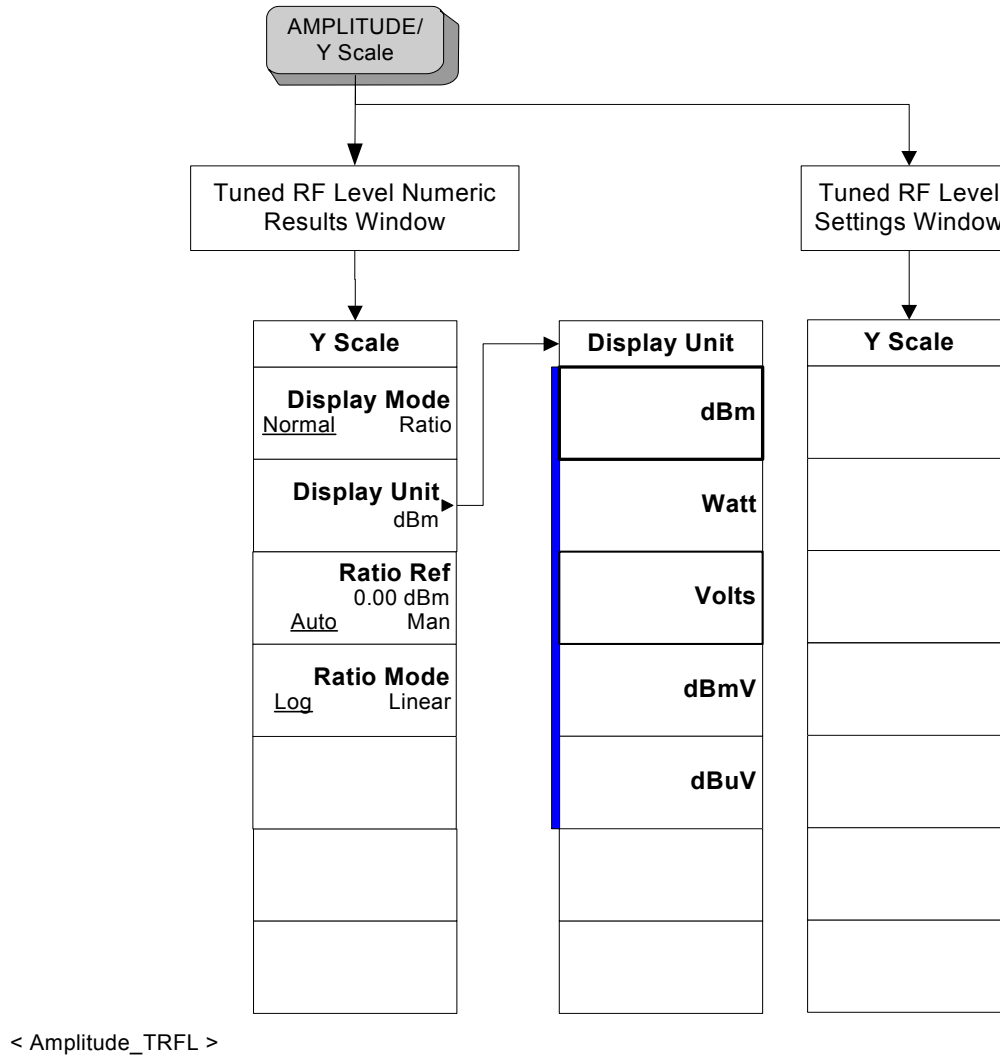 AMPLITUDE/
Y Scale
Tuned RF Level Numeric
Results Window
Tuned RF Level
Settings Window
Y Scale
Display Mode
Normal Ratio
Display Unit
dBm
Ratio Ref
0.00 dBm
Auto Man
Ratio Mode
Log Linear
Display Unit
dBm
Watt
Volts
dBmV
dBuV
Y Scale
< Amplitude_TRFL >